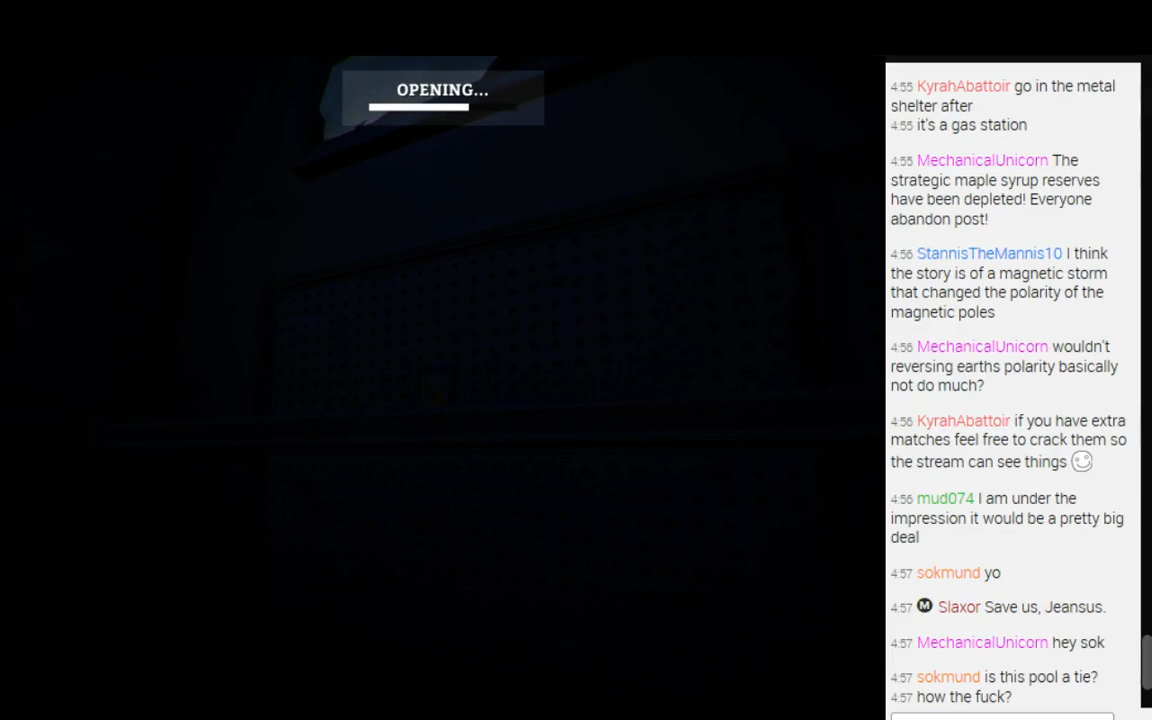 OPENING...
4:55 KyrahAbattoir go in the metal
shelter after
4:55 it's a gas station
4:55 MechanicalUnicorn The
strategic maple syrup reserves
have been depleted! Everyone
abandon post!
4:56 StannisTheMannis10 I think
the story is of a magnetic storm
that changed the polarity of the
magnetic poles
4:56 MechanicalUnicorn wouldn't
reversing earths polarity basically
not do much?
4:56 KyrahAbattoir if you have extra
matches feel free to crack them so
the stream can see things
4:56 mud074 I am under the
impression it would be a pretty big
deal
4:57 sokmund yo
4:57 M Slaxor Save us, Jeansus.
4:57 MechanicalUnicorn hey sok
4:57 sokmund is this pool a tie?
4:57 how the fuck?